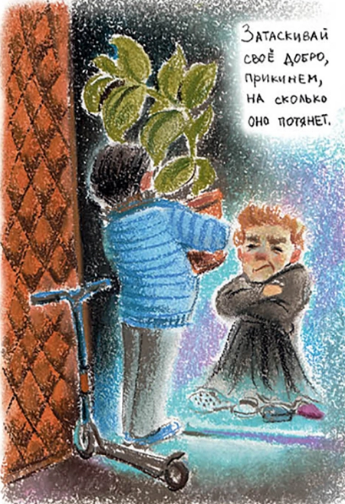 Затаскивай
своё добро,
прикинем,
на сколько
оно потянет.